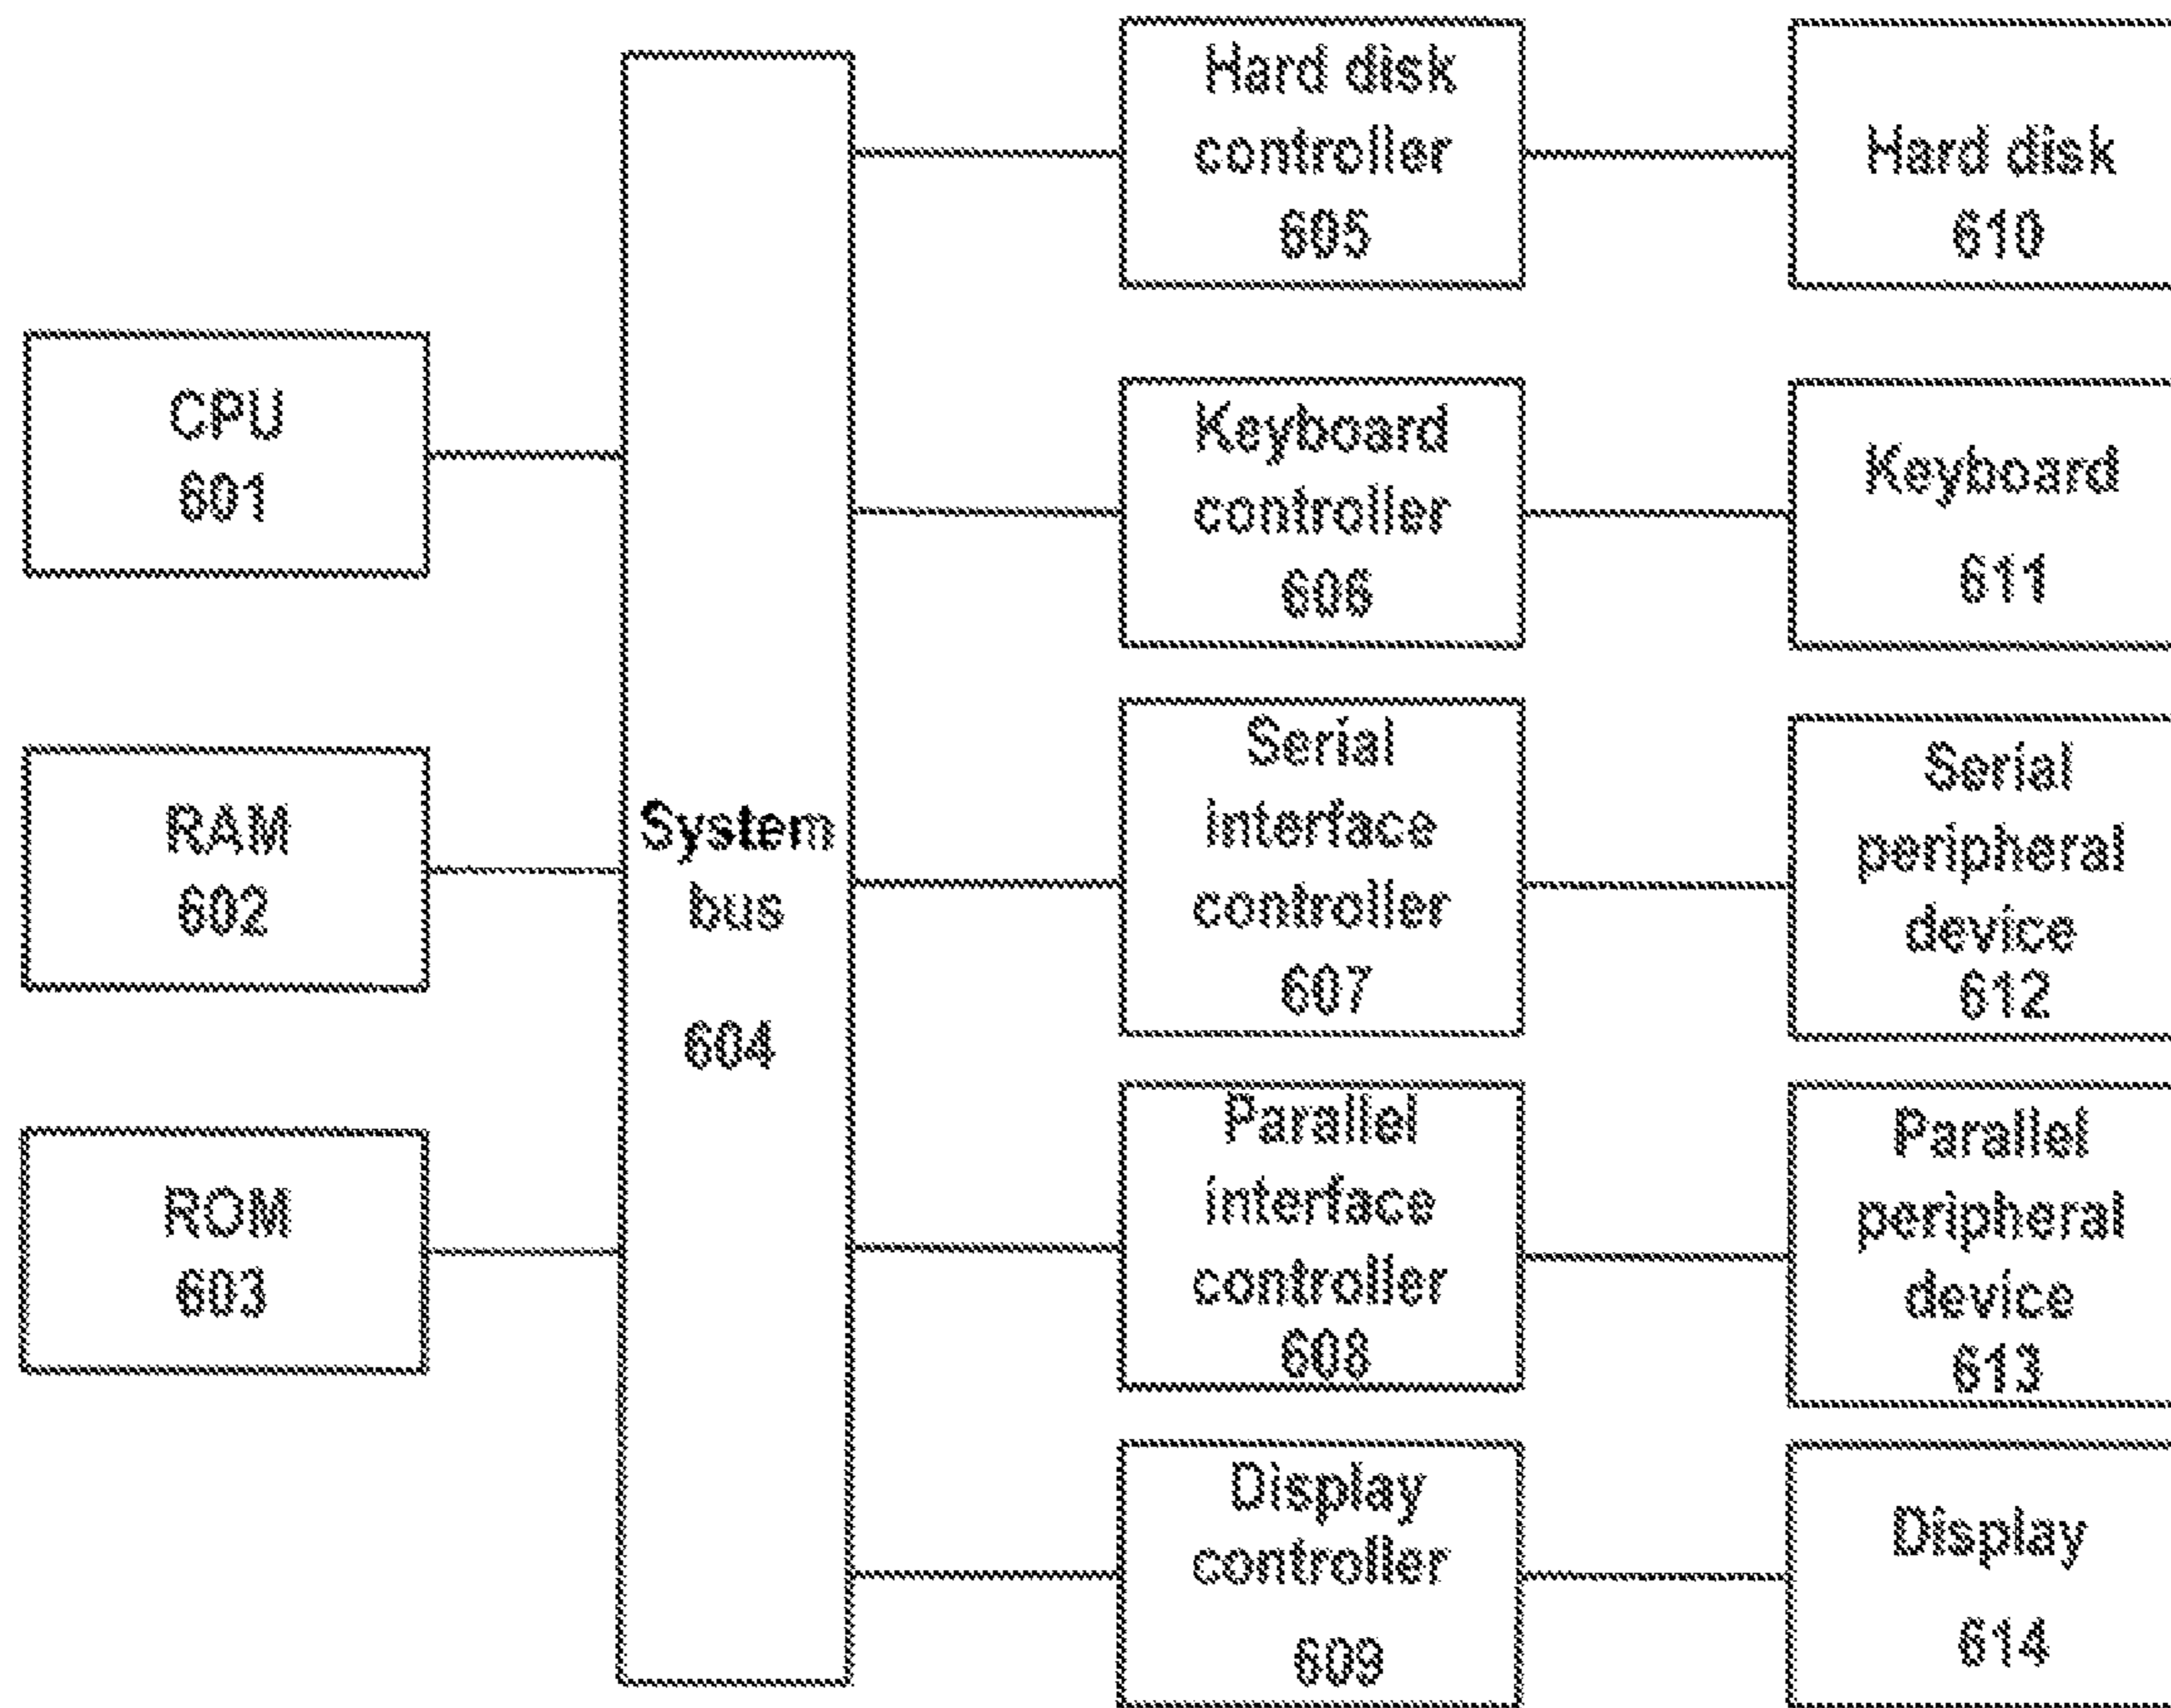 CPU
601
RAM
602
ROM
603
System
bus
604
Hard disk
controller
605
Keyboard
controller
606
Serial
interface
controller
607
Parallel
interface
controller
608
Display
controller
609
Hard disk
610
Keyboard
611
Serial
peripheral
device
612
Parallel
peripheral
device
613
Display
614